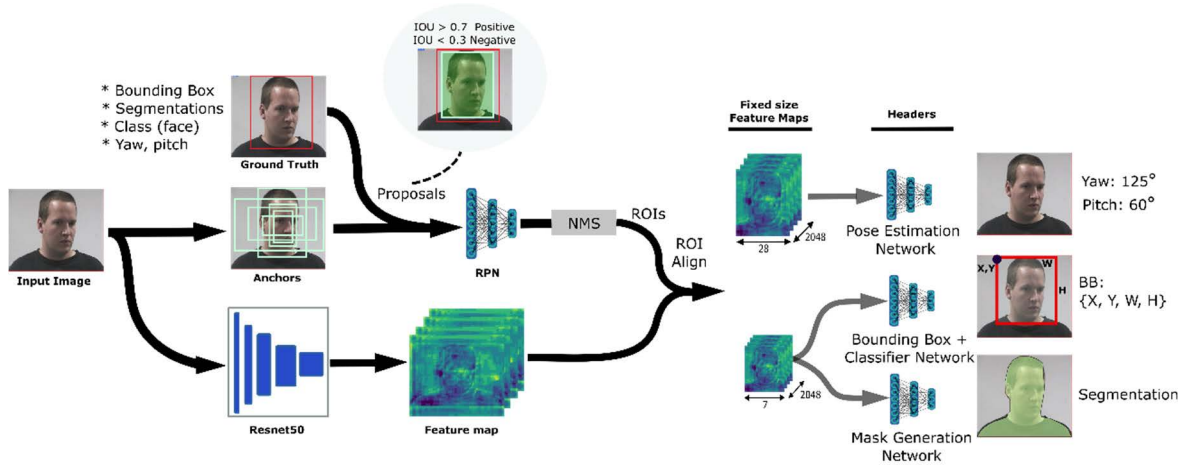 IOU > 0.7 Positive
IOU < 0.3 Negative
* Bounding Box
* Segmentations
* Class (face)
* Yaw, pitch
Ground Truth
Proposals
Input Image
Anchors
RPN
NMS
ROIs
ROI
Align
Resnet50
Feature map
Fixed size
Feature Maps
Headers
28
2048
Pose Estimation
Network
Yaw: 125°
Pitch: 60°
X,Y
W
H
BB:
{X, Y, W, H}
Bounding Box +
Classifier Network
7
2048
Mask Generation
Network
Segmentation